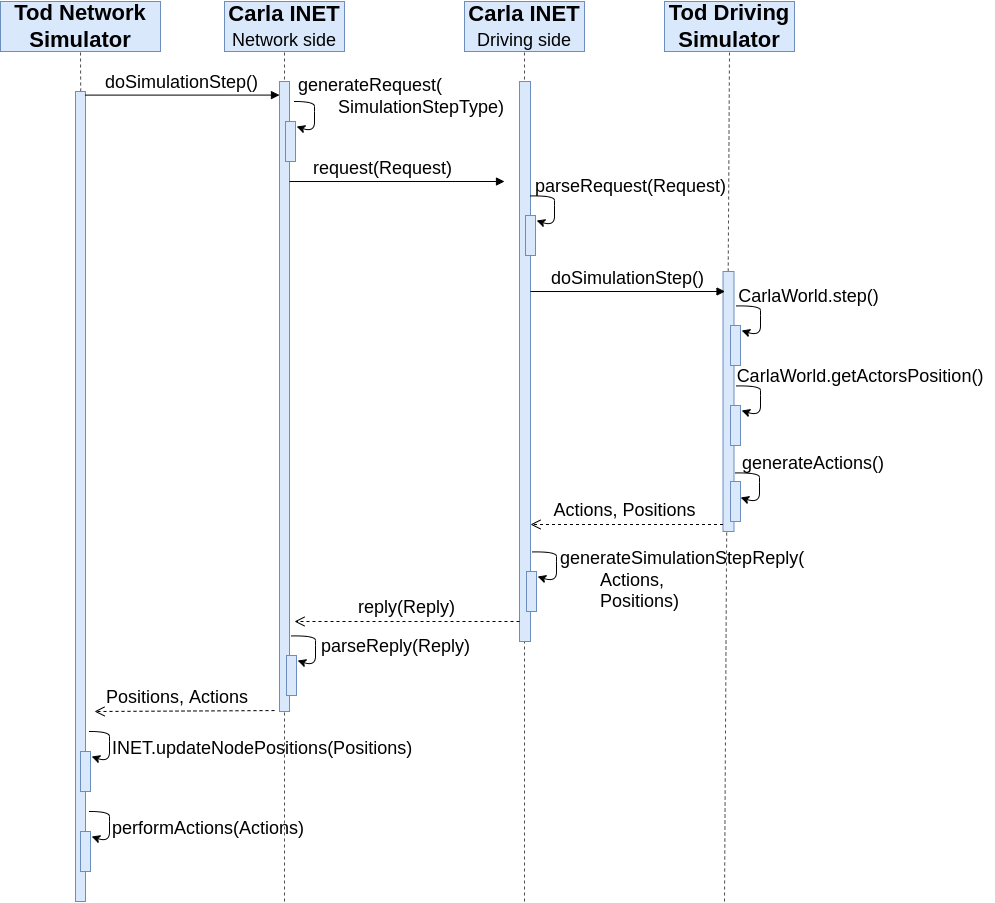 Tod Network
Simulator
Carla INET
Network side
Carla INET
Driving side
Tod Driving
Simulator
doSimulationStep()
generateRequest(
SimulationStepType)
request(Request)
parseRequest(Request)
doSimulationStep()
CarlaWorld.step()
CarlaWorld.getActorsPosition()
generateActions()
Actions, Positions
generateSimulationStepReply(
Actions,
Positions)
reply(Reply)
parseReply(Reply)
Positions, Actions
INET.updateNodePositions(Positions)
performActions(Actions)